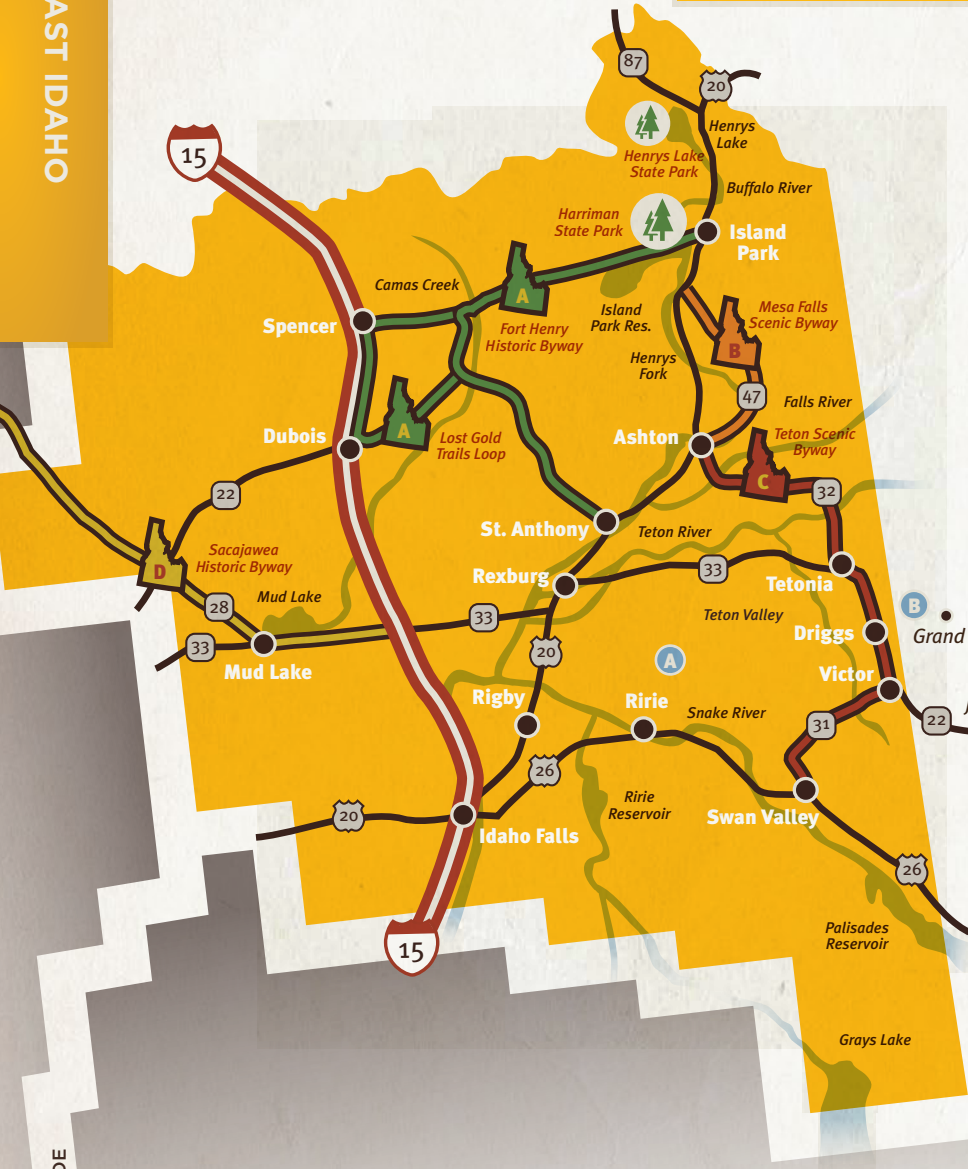 AST IDAHO
87
20
Henrys
Lake
Henrys Lake
State Park
15
Buffalo River
Harriman
State Park
Island
Park
Camas Creek
A
Island
Park Res.
Mesa Falls
Scenic Byway
Spencer
Fort Henry
Historic Byway
B
Henrys
Fork
47
Falls River
A
Dubois
Lost Gold
Trails Loop
Ashton
Teton Scenic
Byway
C
32
22
St. Anthony
Teton River
Sacajawea
Historic Byway
D
Rexburg
33
Tetonia
28
Mud Lake
33
Teton Valley
B
Grand
33
Mud Lake
20
A
Driggs
Victor
Rigby
Ririe
Snake River
31
22
26
Ririe
Reservoir
20
Idaho Falls
Swan Valley
26
15
Palisades
Reservoir
Grays Lake
DE